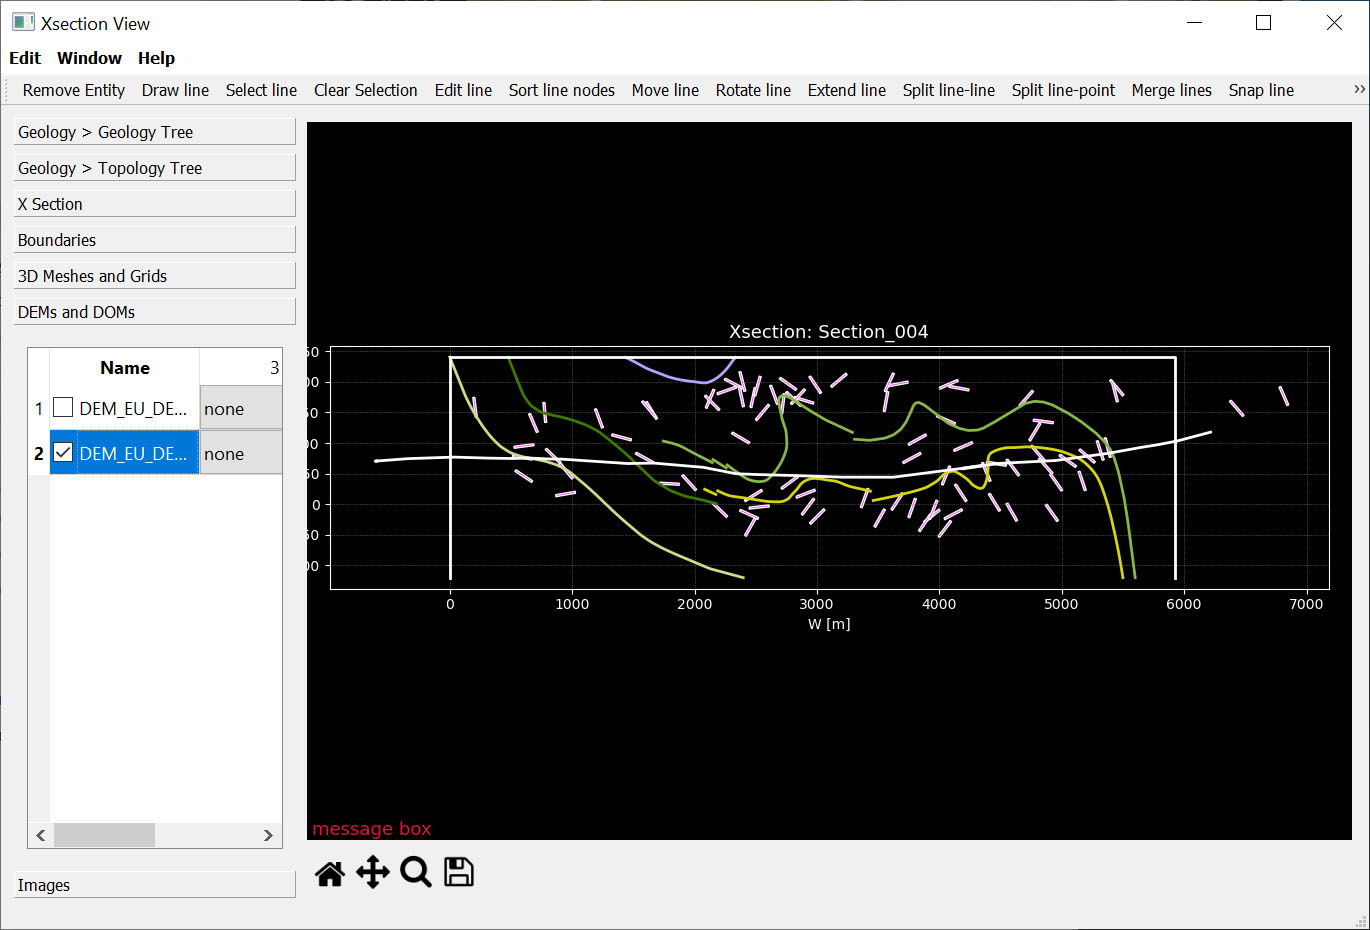 Xsection View
Edit Window Help
Remove Entity Draw line Select line Clear Selection Edit line Sort line nodes Move line Rotate line Extend line Split line-line Split line-point Merge lines Snap line »
Geology > Geology Tree
Geology > Topology Tree
X Section
Boundaries
3D Meshes and Grids
DEMs and DOMs
Name 3
1 DEM_EU_DE... none
2 DEM_EU_DE... none
Images
Xsection: Section_004
50
00
50
00
50
0
50
00
0 1000 2000 3000 4000 5000 6000 7000
W [m]
message box